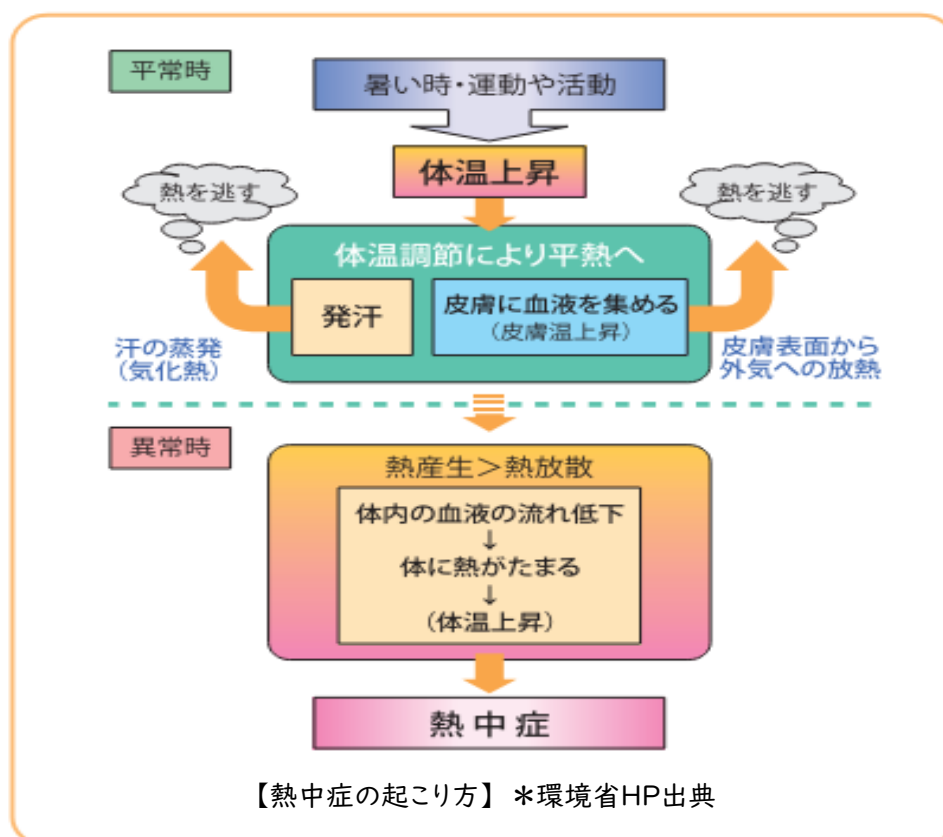 平常時
暑い時・運動や活動
体温上昇
熱を逃す
熱を逃す
体温調節により平熱へ
発汗
皮膚に血液を集める
(皮膚温上昇)
汗の蒸発
(気化熱)
皮膚表面から
外気への放熱
異常時
熱産生>熱放散
体内の血液の流れ低下
↓
体に熱がたまる
↓
(体温上昇)
熱中症
【熱中症の起こり方】 *環境省HP出典